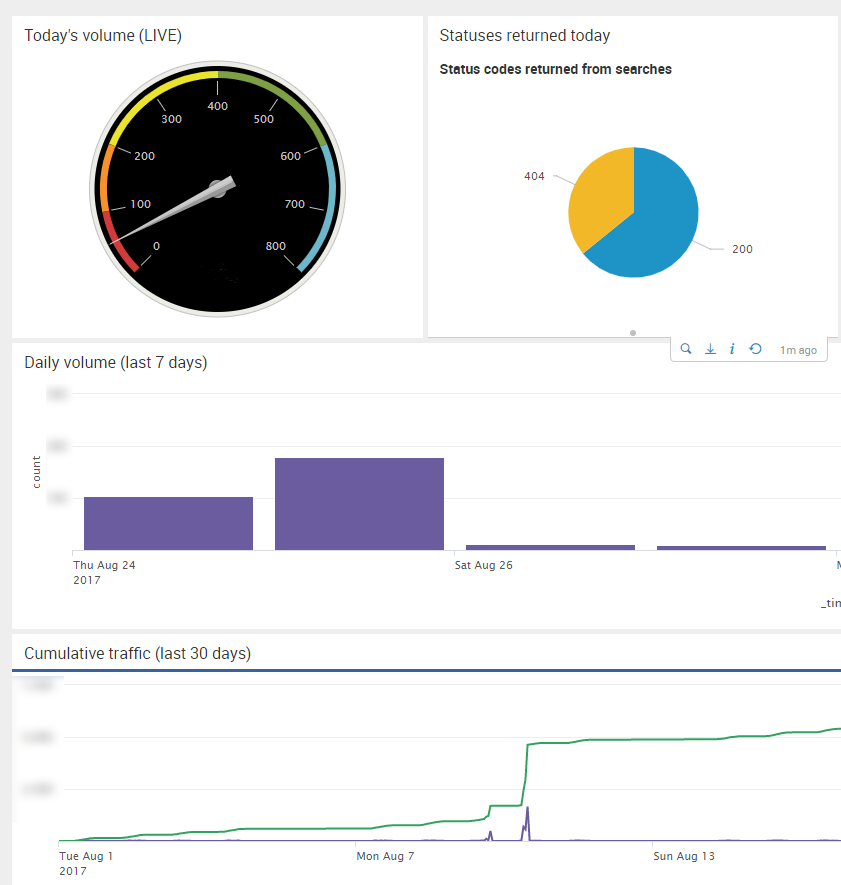 Today's volume (LIVE)
0
100
200
300
400
500
600
700
800
Statuses returned today
Status codes returned from searches
404
200
1m ago
Daily volume (last 7 days)
count
Thu Aug 24
2017
Sat Aug 26
_tin
Cumulative traffic (last 30 days)
Tue Aug 1
2017
Mon Aug 7
Sun Aug 13